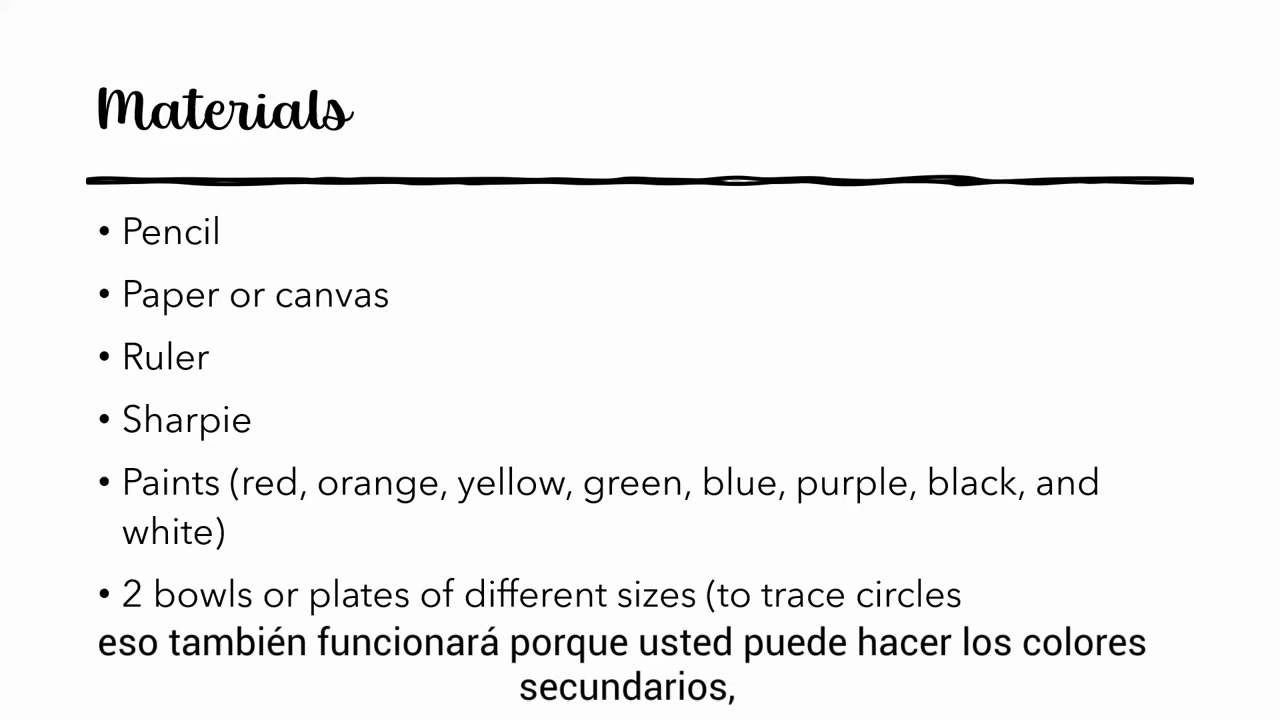 Materials
• Pencil
• Paper or canvas
• Ruler
• Sharpie
• Paints (red, orange, yellow, green, blue, purple, black, and
white)
• 2 bowls or plates of different sizes (to trace circles
eso también funcionará porque usted puede hacer los colores
secundarios,